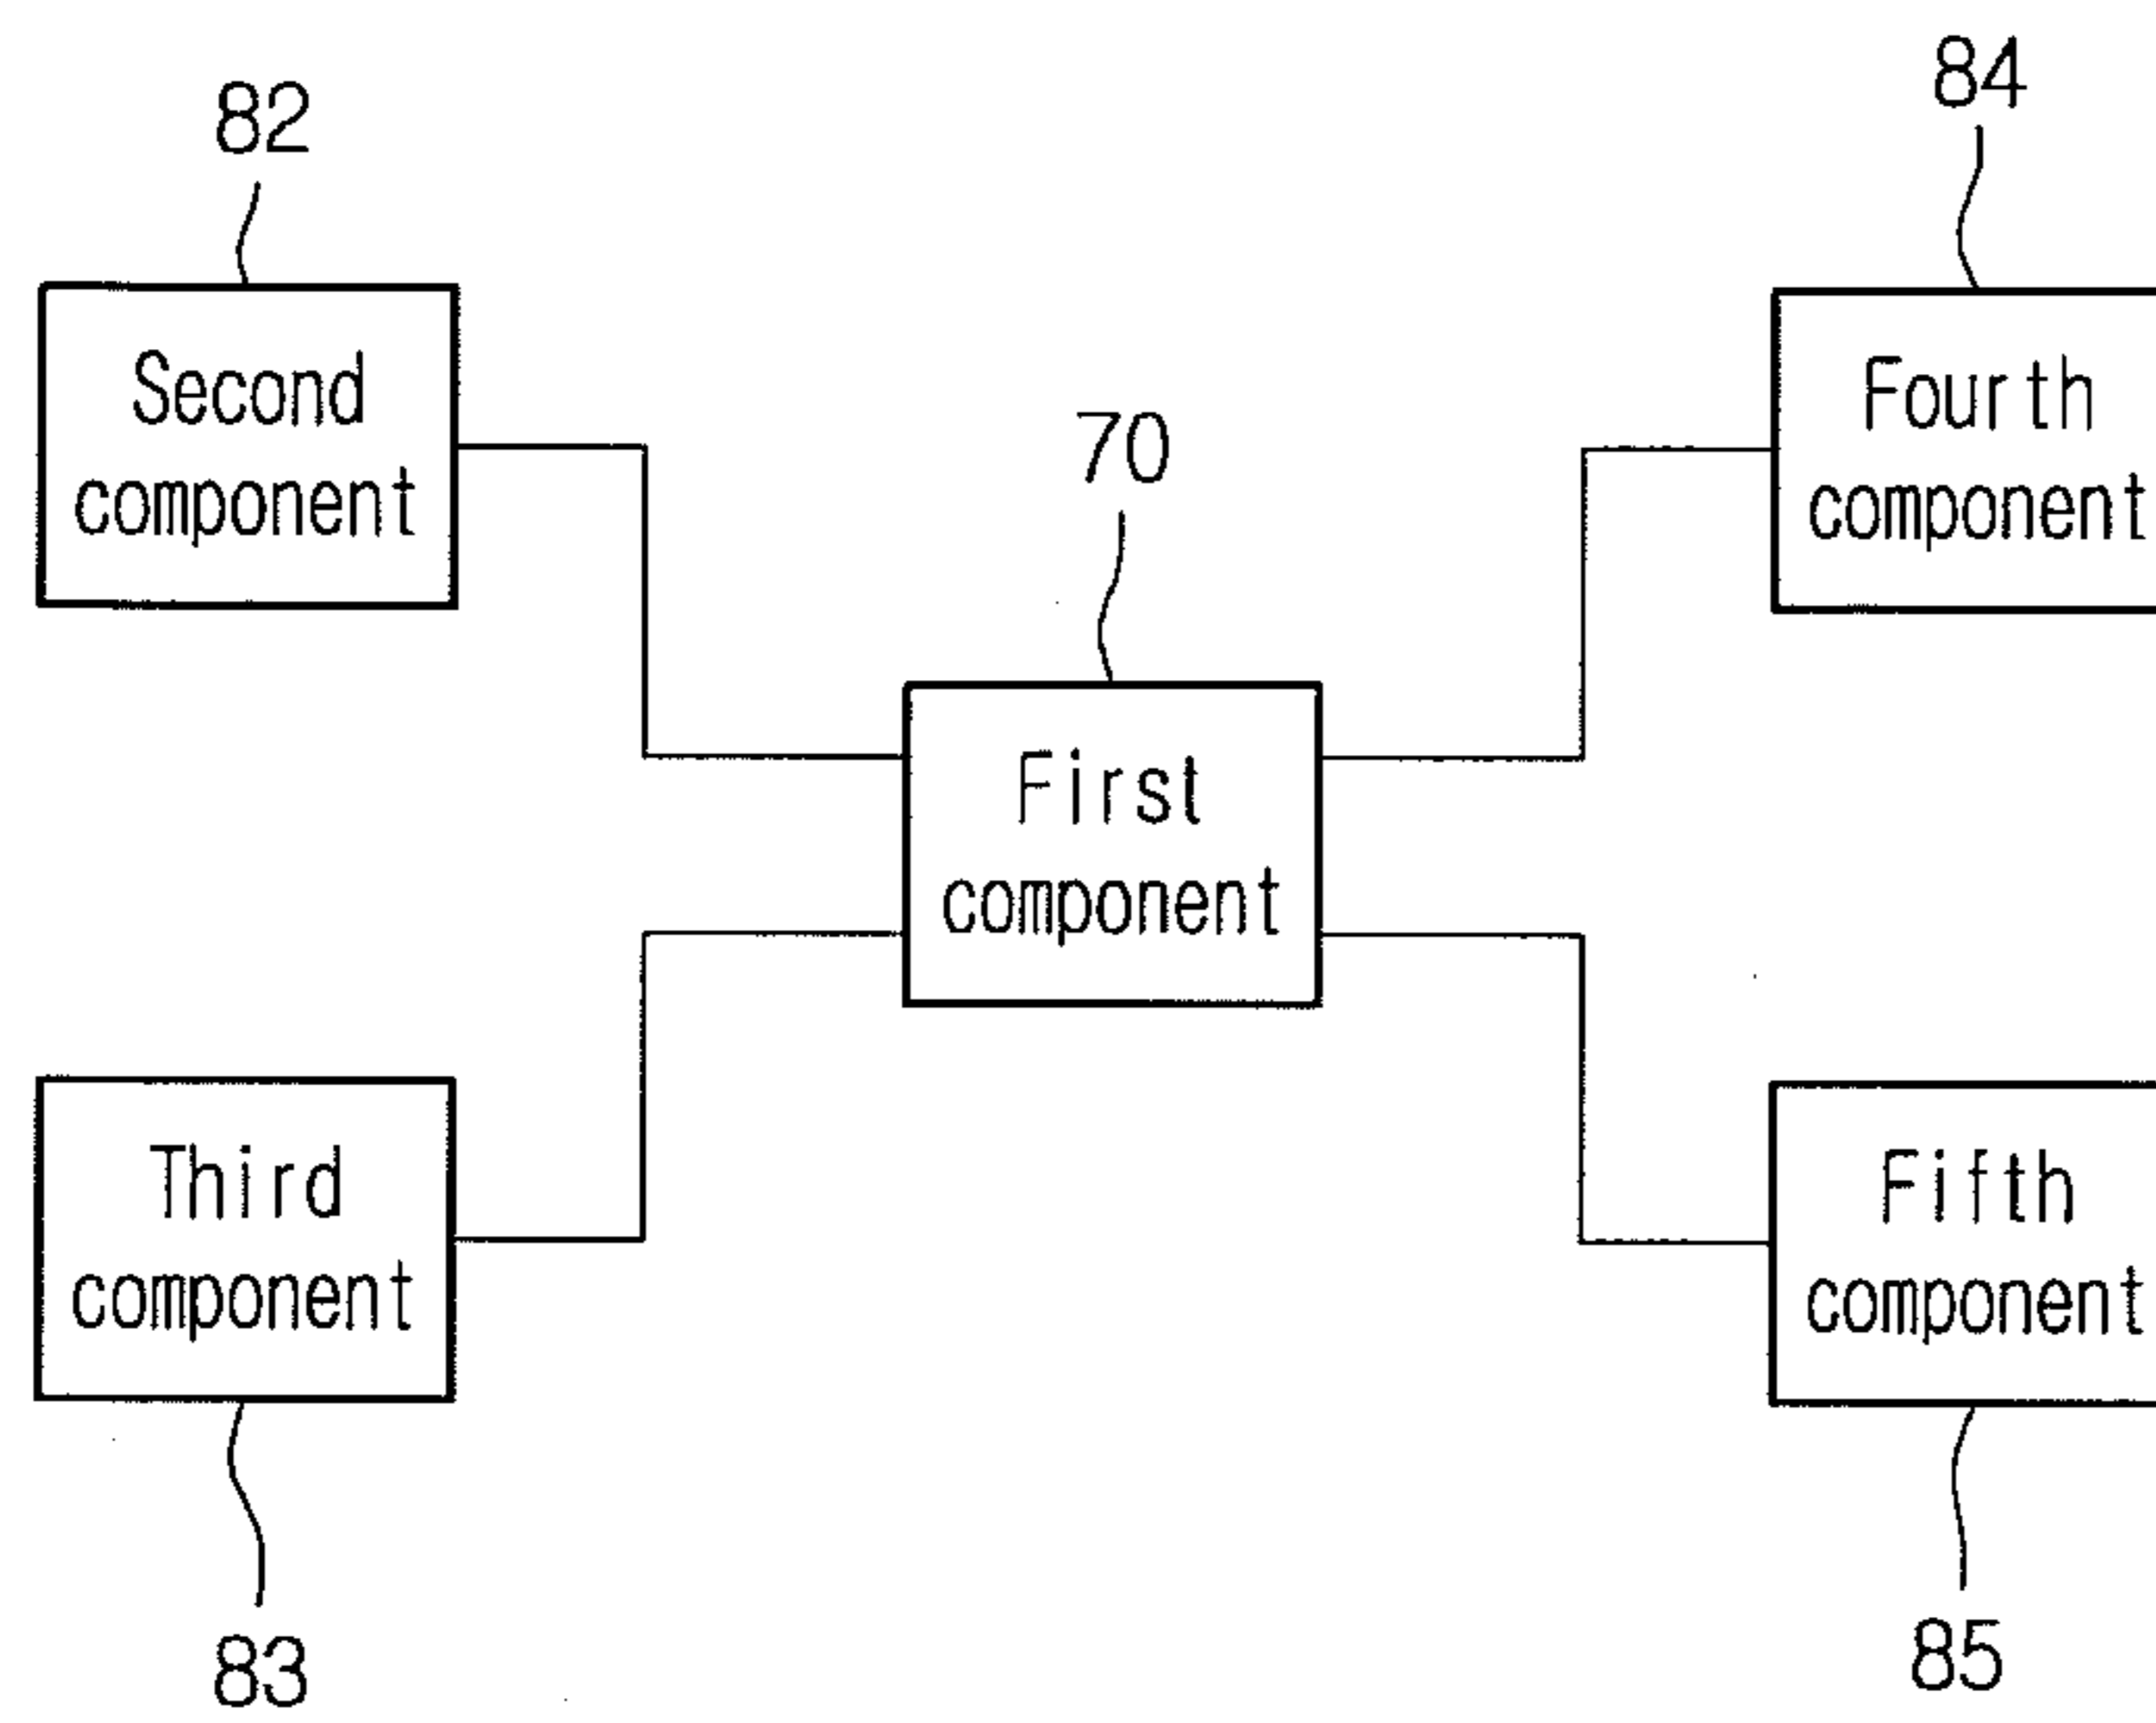 82
84
Second
component
Fourth
component
70
First
component
Third
component
Fifth
component
83
85